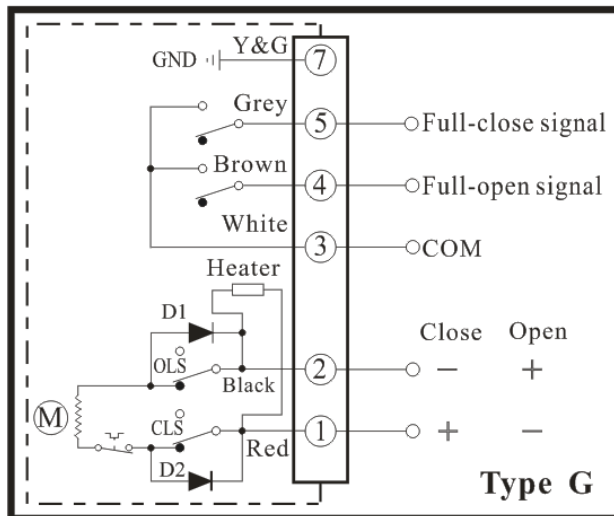 Y&G
GND
7
Grey
5
Full-close signal
Brown
4
Full-open signal
White
3
COM
Heater
D1
Close Open
OLS
Black
2
− +
M
CLS
Red
1
+ −
D2
Type G